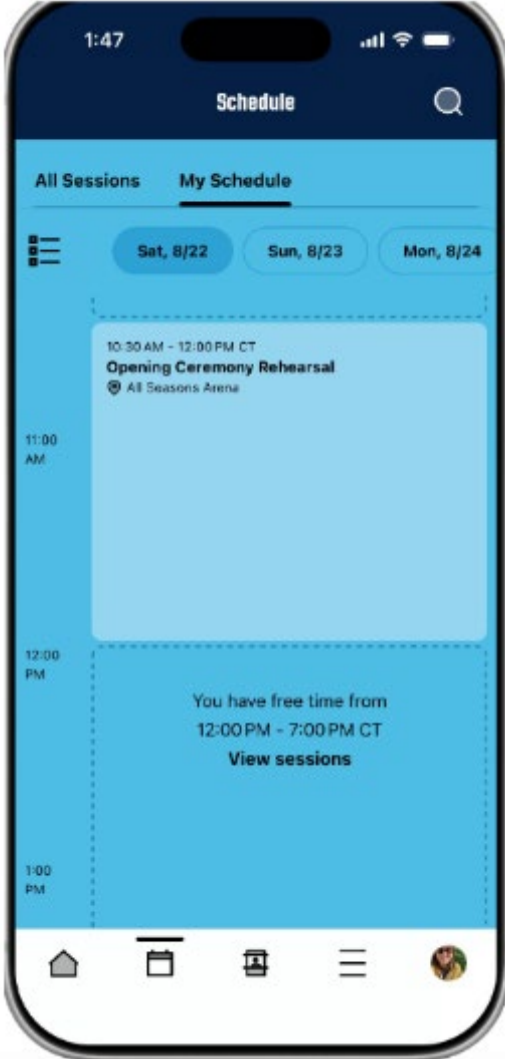 1:47
Schedule
All Sessions My Schedule
Sat, 8/22 Sun, 8/23 Mon, 8/24
10:30 AM - 12:00 PM CT
Opening Ceremony Rehearsal
All Seasons Arena
11:00
AM
12:00
PM
You have free time from
12:00 PM - 7:00 PM CT
View sessions
1:00
PM